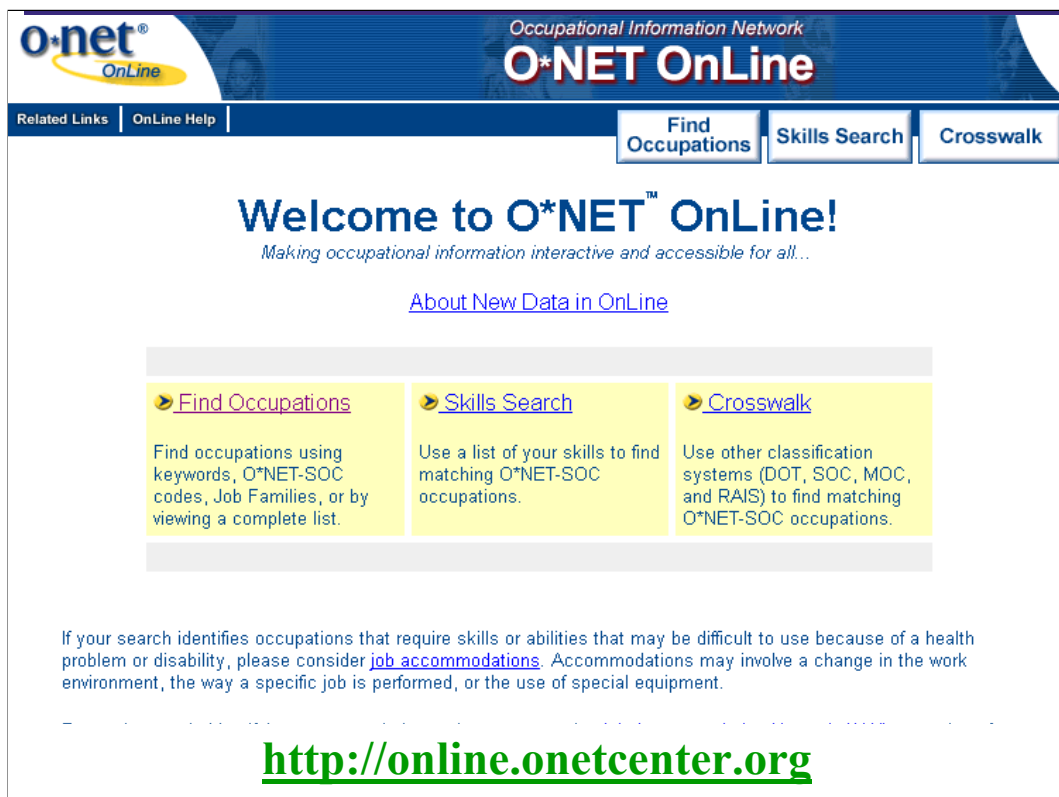 o*net®
OnLine
Occupational Information Network
O*NET OnLine
Related Links
OnLine Help
Find Occupations
Skills Search
Crosswalk
Welcome to O*NET™ OnLine!
Making occupational information interactive and accessible for all...
About New Data in OnLine
Find Occupations
Find occupations using
keywords, O*NET-SOC
codes, Job Families, or by
viewing a complete list.
Skills Search
Use a list of your skills to find
matching O*NET-SOC
occupations.
Crosswalk
Use other classification
systems (DOT, SOC, MOC,
and RAIS) to find matching
O*NET-SOC occupations.
If your search identifies occupations that require skills or abilities that may be difficult to use because of a health
problem or disability, please consider job accommodations. Accommodations may involve a change in the work
environment, the way a specific job is performed, or the use of special equipment.
http://online.onetcenter.org